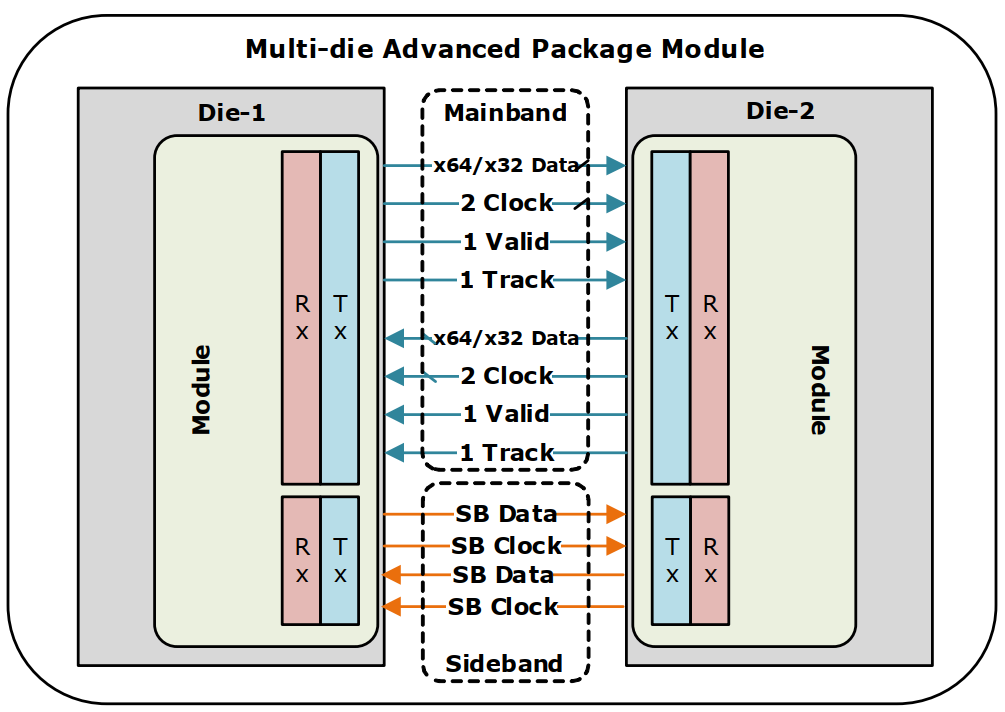 Multi-die Advanced Package Module
Die-1
Mainband
Die-2
x64/x32 Data
2 Clock
1 Valid
1 Track
x64/x32 Data
2 Clock
1 Valid
1 Track
Module
Rx
Tx
Tx
Rx
Module
SB Data
SB Clock
SB Data
SB Clock
Rx
Tx
Tx
Rx
Sideband